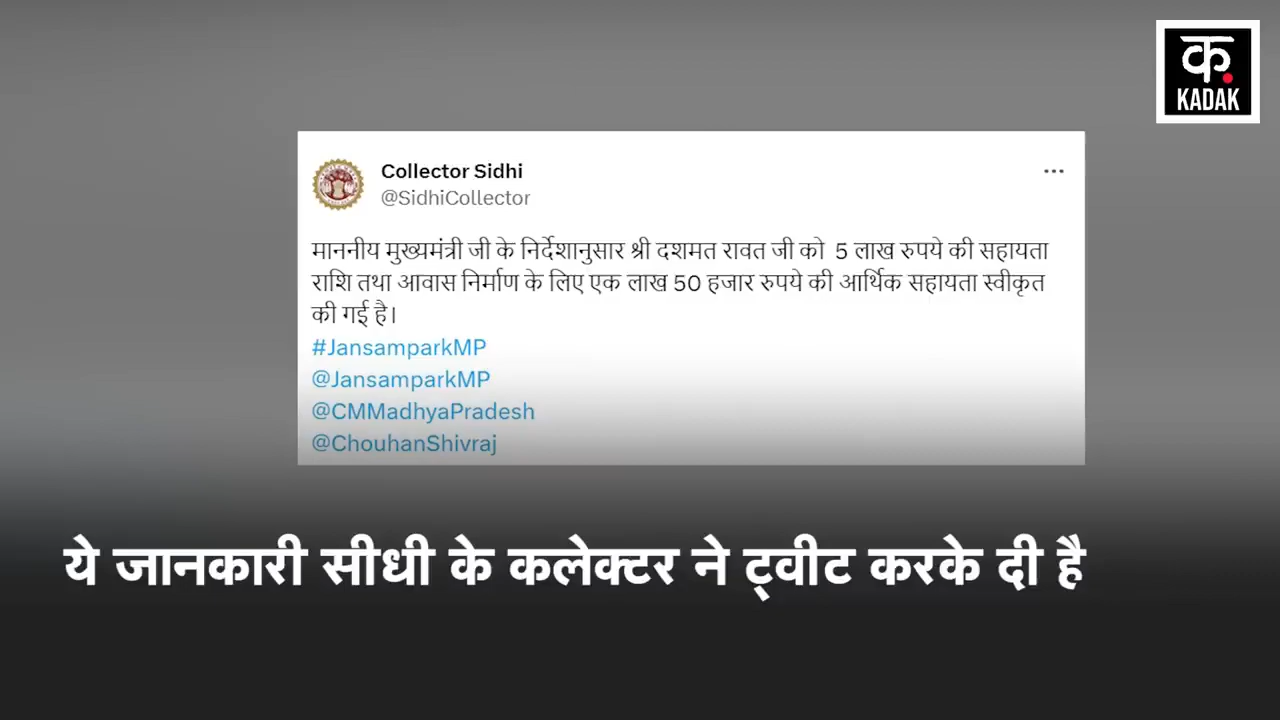 क
KADAK
Collector Sidhi
@SidhiCollector
माननीय मुख्यमंत्री जी के निर्देशानुसार श्री दशमत रावत जी को 5 लाख रुपये की सहायता
राशि तथा आवास निर्माण के लिए एक लाख 50 हजार रुपये की आर्थिक सहायता स्वीकृत
की गई है।
#JansamparkMP
@JansamparkMP
@CMMadhyaPradesh
@ChouhanShivraj
ये जानकारी सीधी के कलेक्टर ने ट्वीट करके दी है